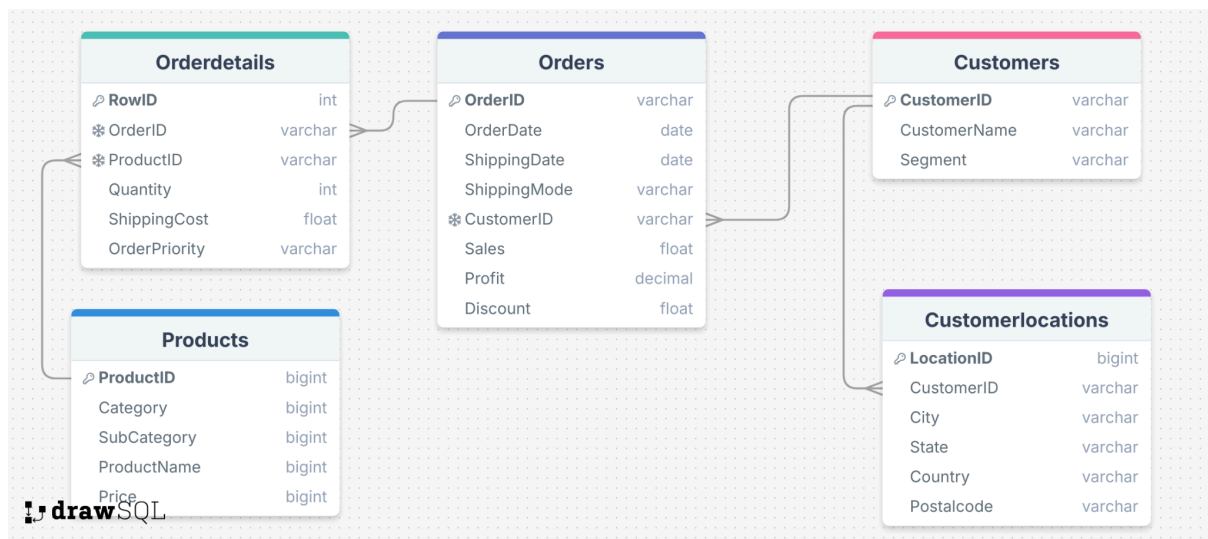 Orderdetails
RowID int
OrderID varchar
ProductID varchar
Quantity int
ShippingCost float
OrderPriority varchar
Orders
OrderID varchar
OrderDate date
ShippingDate date
ShippingMode varchar
CustomerID varchar
Sales float
Profit decimal
Discount float
Customers
CustomerID varchar
CustomerName varchar
Segment varchar
Products
ProductID bigint
Category bigint
SubCategory bigint
ProductName bigint
Price bigint
Customerlocations
LocationID bigint
CustomerID varchar
City varchar
State varchar
Country varchar
Postalcode varchar
drawSQL